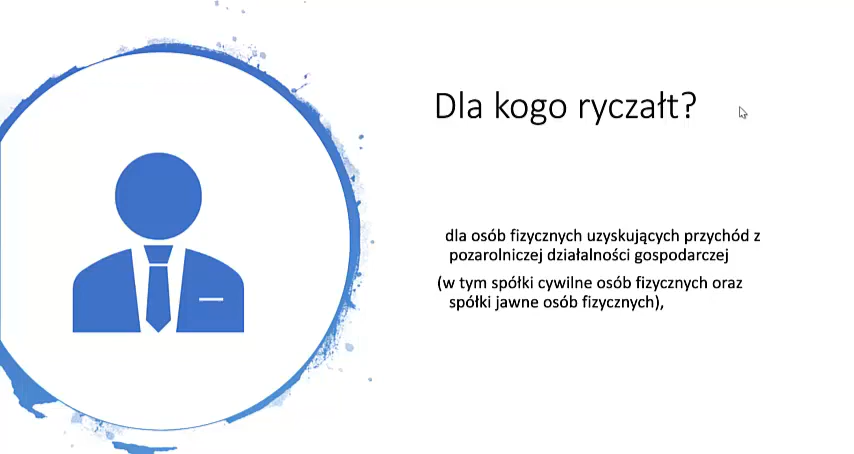 Dla kogo ryczałt?
dla osób fizycznych uzyskujących przychód z
pozarolniczej działalności gospodarczej
(w tym spółki cywilne osób fizycznych oraz
spółki jawne osób fizycznych),